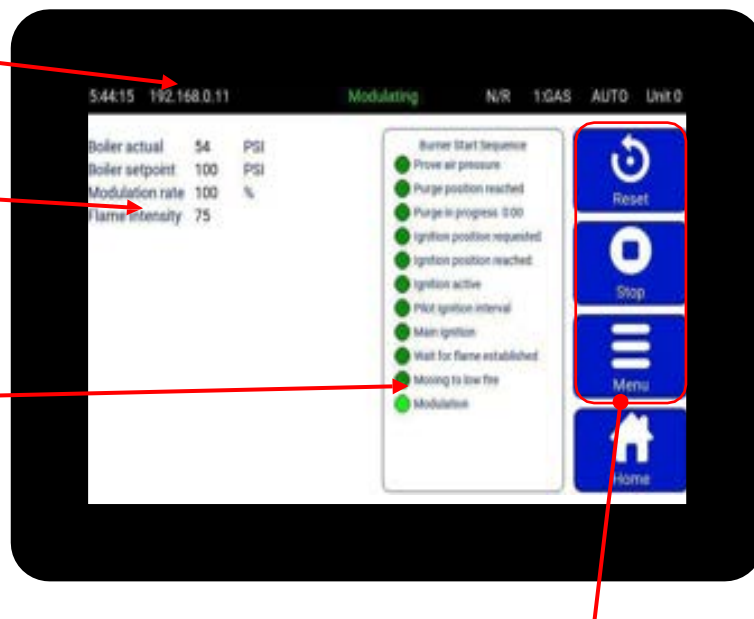 5:44:15 192.168.0.11 Modulating N/R 1:GAS AUTO Unit 0
Boiler actual 54 PSI
Boiler setpoint 100 PSI
Modulation rate 100 %
Flame intensity 75
Burner Start Sequence
Prove air pressure
Purge position reached
Purge in progress 0:00
Ignition position requested
Ignition position reached
Ignition active
Pilot ignition interval
Main ignition
Wait for flame established
Moving to low fire
Modulation
Reset
Stop
Menu
Home